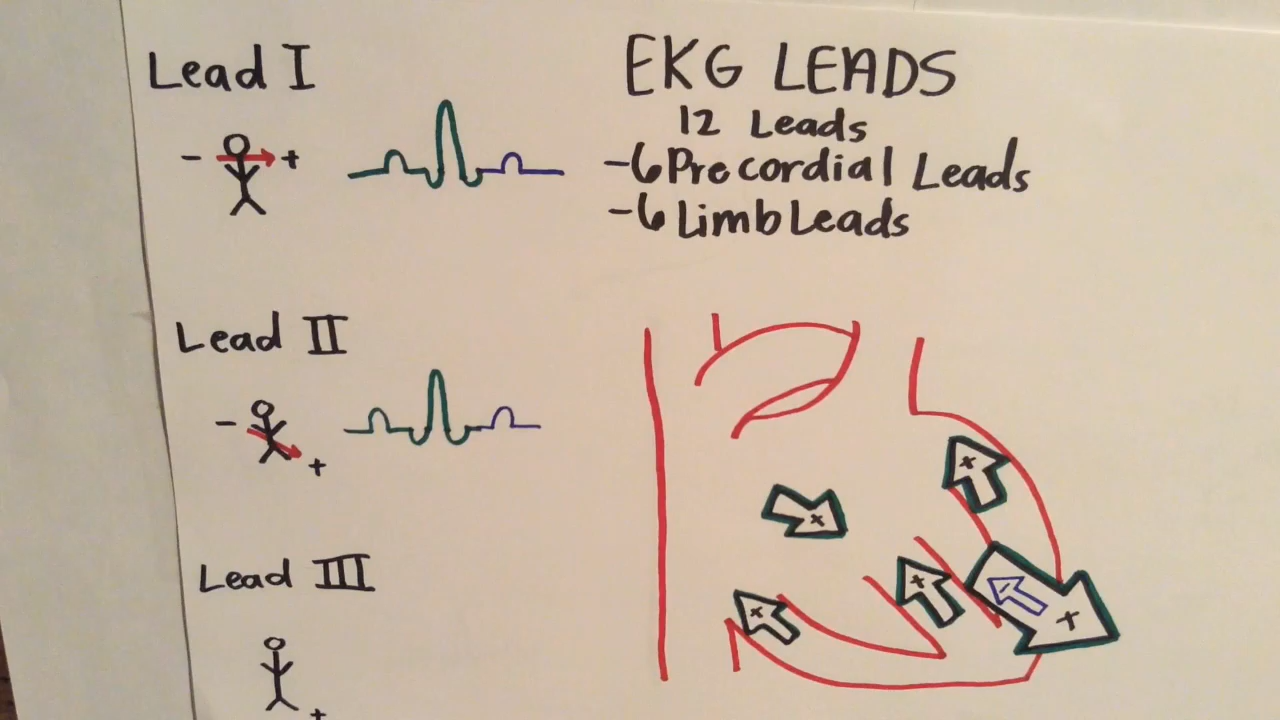 Lead I
- +
EKG LEADS
12 Leads
-6 Precordial Leads
-6 Limb Leads
Lead II
- +
Lead III
+
x
x
x
x
+
-